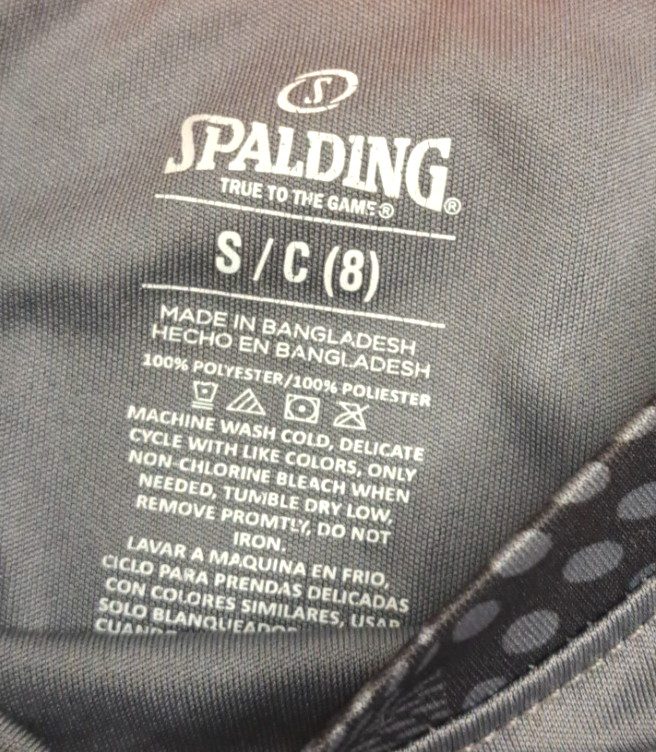 S
SPALDING®
TRUE TO THE GAME®
S / C (8)
MADE IN BANGLADESH
HECHO EN BANGLADESH
100% POLYESTER/100% POLIESTER
MACHINE WASH COLD, DELICATE
CYCLE WITH LIKE COLORS, ONLY
NON-CHLORINE BLEACH WHEN
NEEDED, TUMBLE DRY LOW,
REMOVE PROMTLY, DO NOT
IRON.
LAVAR A MAQUINA EN FRIO,
CICLO PARA PRENDAS DELICADAS
CON COLORES SIMILARES, USAR
SOLO BLANQUEADOR